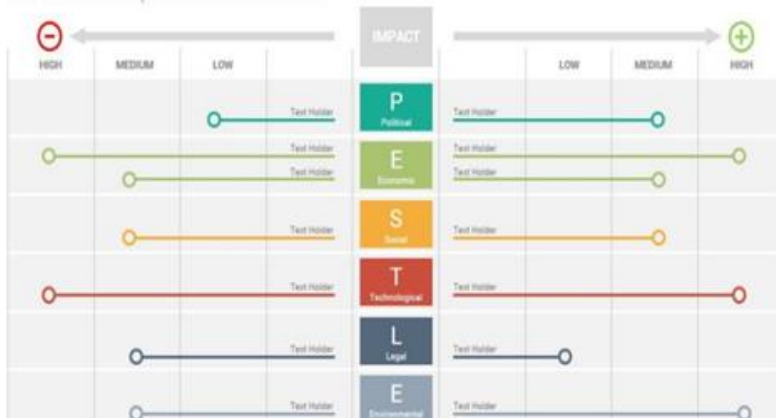 IMPACT
HIGH MEDIUM LOW LOW MEDIUM HIGH
Text Holder P Text Holder
Political
Text Holder Text Holder
E
Text Holder Text Holder
Economic
Text Holder S Text Holder
Social
Text Holder T Text Holder
Technological
Text Holder L Text Holder
Legal
Text Holder E Text Holder
Environmental